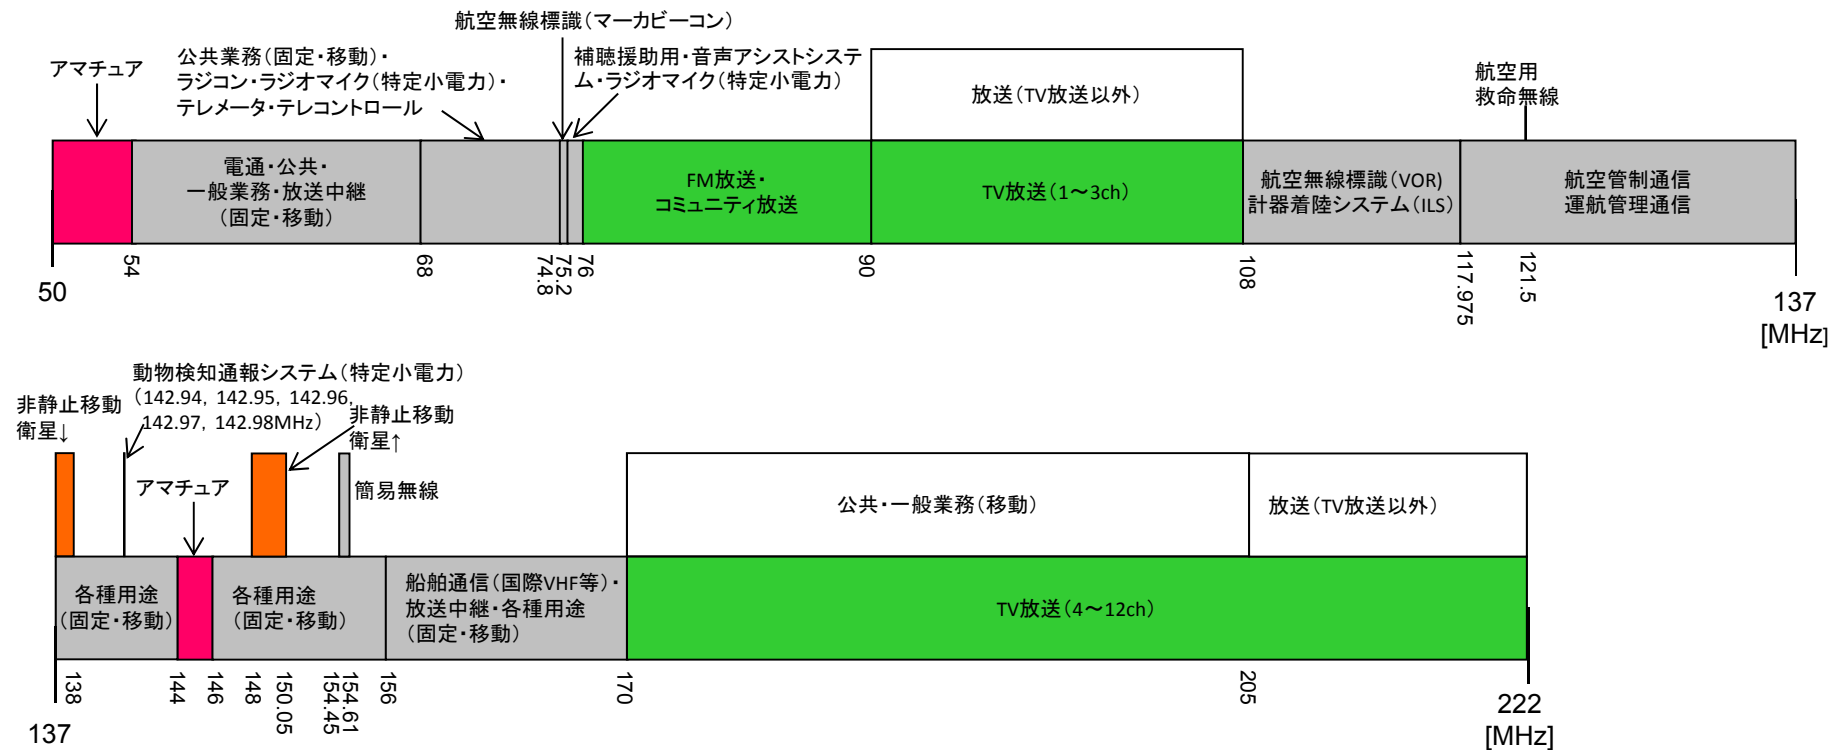 航空無線標識(マーカビーコン)
アマチュア
公共業務(固定・移動)・
ラジコン・ラジオマイク(特定小電力)・
テレメータ・テレコントロール
補聴援助用・音声アシストシステ
ム・ラジオマイク(特定小電力)
放送(TV放送以外)
航空用
救命無線
電通・公共・
一般業務・放送中継
(固定・移動)
FM放送・
コミュニティ放送
TV放送(1～3ch)
航空無線標識(VOR)
計器着陸システム(ILS)
航空管制通信
運航管理通信
50
54
68
74.8
75.2
76
90
108
117.975
121.5
137
[MHz]
動物検知通報システム(特定小電力)
(142.94, 142.95, 142.96,
142.97, 142.98MHz)
非静止移動
衛星↓
非静止移動
衛星↑
アマチュア
簡易無線
公共・一般業務(移動)
放送(TV放送以外)
各種用途
(固定・移動)
各種用途
(固定・移動)
船舶通信(国際VHF等)・
放送中継・各種用途
(固定・移動)
TV放送(4～12ch)
137
138
144
146
148
150.05
154.45
154.61
156
170
205
222
[MHz]